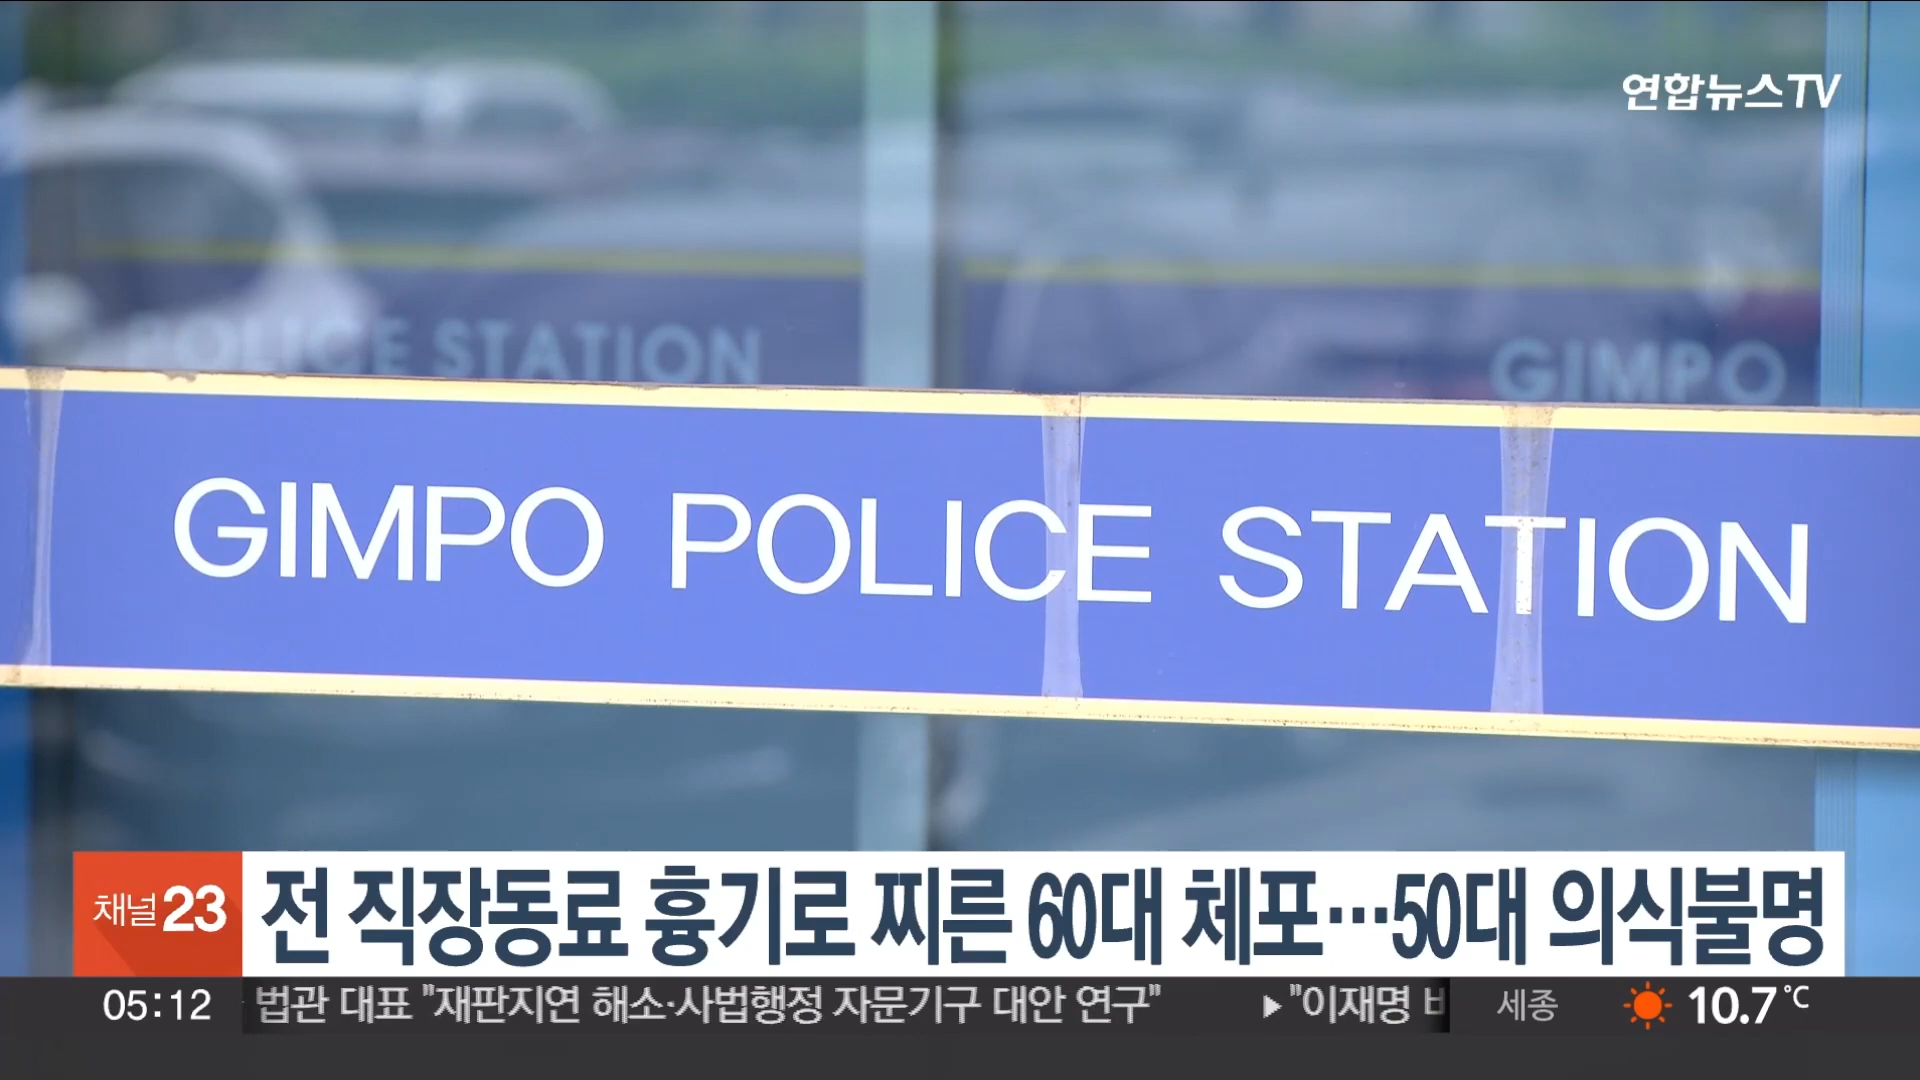 연합뉴스TV
POLICE STATION
GIMPO
GIMPO POLICE STATION
채널 23
전 직장동료 흉기로 찌른 60대 체포…50대 의식불명
05:12
법관 대표 "재판지연 해소·사법행정 자문기구 대안 연구"
▶"이재명
세종
10.7℃